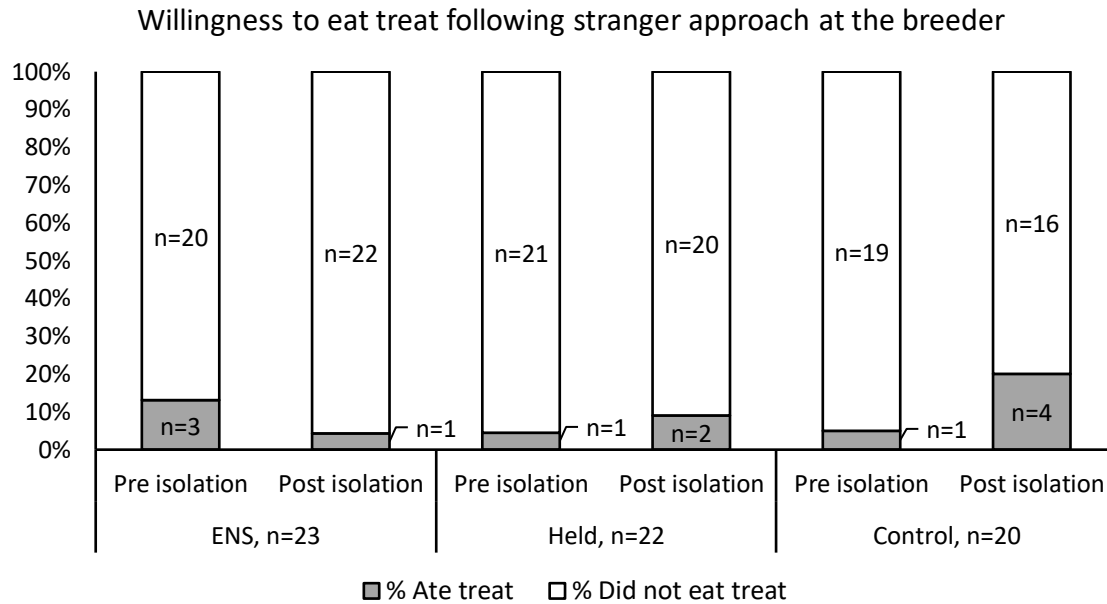 Willingness to eat treat following stranger approach at the breeder
100%
90%
80%
70%
60%
50%
40%
30%
20%
10%
0%
n=20
n=22
n=21
n=20
n=19
n=16
n=3
n=1
n=1
n=2
n=1
n=4
Pre isolation Post isolation Pre isolation Post isolation Pre isolation Post isolation
ENS, n=23 Held, n=22 Control, n=20
% Ate treat % Did not eat treat